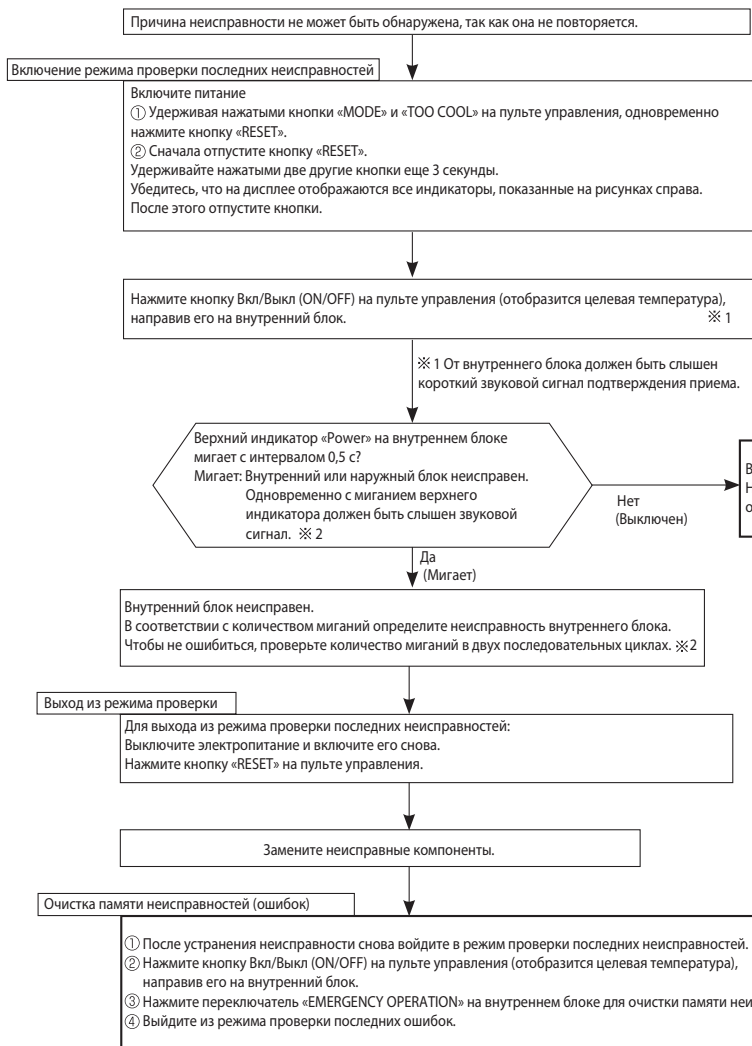 Причина неисправности не может быть обнаружена, так как она не повторяется.
Включение режима проверки последних неисправностей
Включите питание
① Удерживая нажатыми кнопки «MODE» и «TOO COOL» на пульте управления, одновременно
нажмите кнопку «RESET».
② Сначала отпустите кнопку «RESET».
Удерживайте нажатыми две другие кнопки еще 3 секунды.
Убедитесь, что на дисплее отображаются все индикаторы, показанные на рисунках справа.
После этого отпустите кнопки.
Нажмите кнопку Вкл/Выкл (ON/OFF) на пульте управления (отобразится целевая температура),
направив его на внутренний блок. ※ 1
※ 1 От внутреннего блока должен быть слышен
короткий звуковой сигнал подтверждения приема.
Верхний индикатор «Power» на внутреннем блоке
мигает с интервалом 0,5 с?
Мигает: Внутренний или наружный блок неисправен.
Одновременно с миганием верхнего
индикатора должен быть слышен звуковой
сигнал. ※ 2
Нет
(Выключен)
Да
(Мигает)
Внутренний блок неисправен.
В соответствии с количеством миганий определите неисправность внутреннего блока.
Чтобы не ошибиться, проверьте количество миганий в двух последовательных циклах. ※2
Выход из режима проверки
Для выхода из режима проверки последних неисправностей:
Выключите электропитание и включите его снова.
Нажмите кнопку «RESET» на пульте управления.
Замените неисправные компоненты.
Очистка памяти неисправностей (ошибок)
① После устранения неисправности снова войдите в режим проверки последних неисправностей.
② Нажмите кнопку Вкл/Выкл (ON/OFF) на пульте управления (отобразится целевая температура),
направив его на внутренний блок.
③ Нажмите переключатель «EMERGENCY OPERATION» на внутреннем блоке для очистки памяти
④ Выйдите из режима проверки последних ошибок.